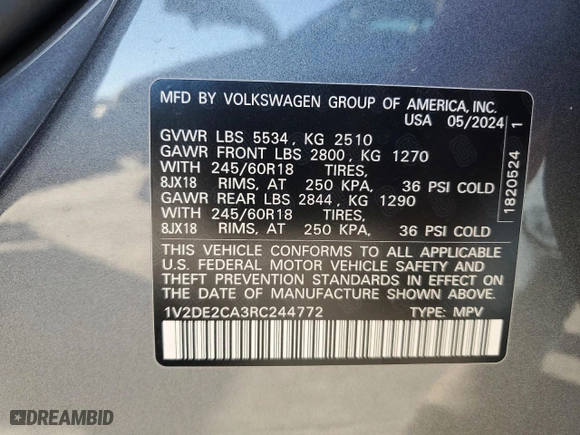 MFD BY VOLKSWAGEN GROUP OF AMERICA, INC.
USA 05/2024
GVWR LBS 5534, KG 2510
GAWR FRONT LBS 2800, KG 1270
WITH 245/60R18 TIRES,
8JX18 RIMS, AT 250 KPA, 36 PSI COLD
GAWR REAR LBS 2844, KG 1290
WITH 245/60R18 TIRES,
8JX18 RIMS, AT 250 KPA, 36 PSI COLD
THIS VEHICLE CONFORMS TO ALL APPLICABLE
U.S. FEDERAL MOTOR VEHICLE SAFETY AND
THEFT PREVENTION STANDARDS IN EFFECT ON
THE DATE OF MANUFACTURE SHOWN ABOVE.
1V2DE2CA3RC244772 TYPE: MPV
1820524 1
DREAMBID